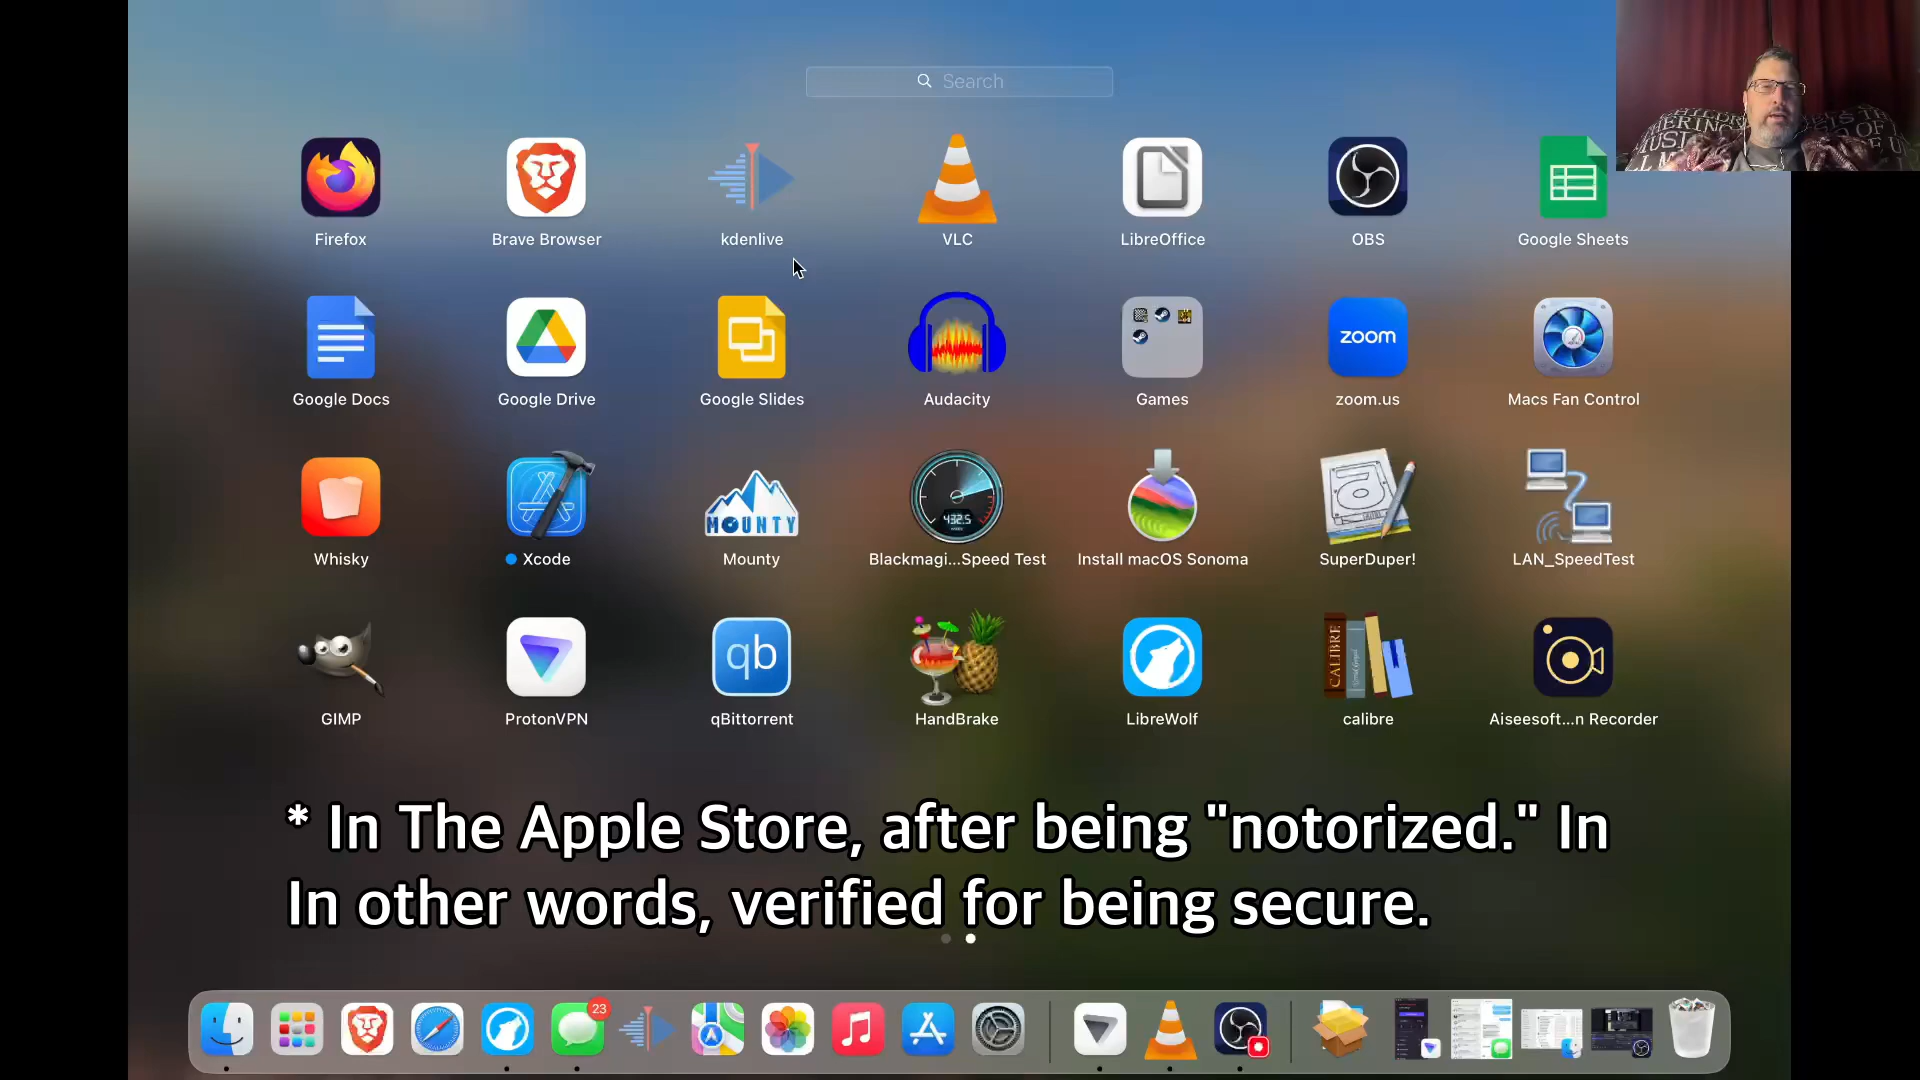 Search
Firefox
Brave Browser
kdenlive
VLC
LibreOffice
OBS
Google Sheets
Google Docs
Google Drive
Google Slides
Audacity
Games
zoom
zoom.us
Macs Fan Control
Whisky
Xcode
MOUNTY
Mounty
432.5
Blackmagi...Speed Test
Install macOS Sonoma
SuperDuper!
LAN_SpeedTest
GIMP
ProtonVPN
qb
qBittorrent
HandBrake
LibreWolf
CALIBRE
calibre
Aiseesoft...n Recorder
* In The Apple Store, after being "notorized." In
In other words, verified for being secure.
23